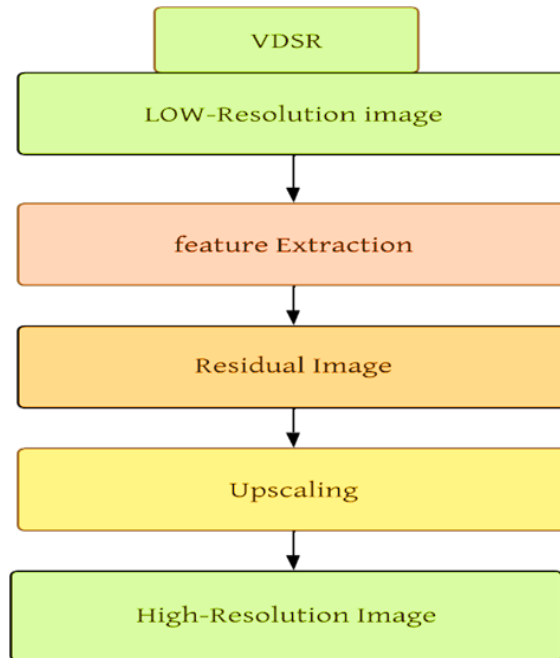 VDSR
LOW-Resolution image
feature Extraction
Residual Image
Upscaling
High-Resolution Image